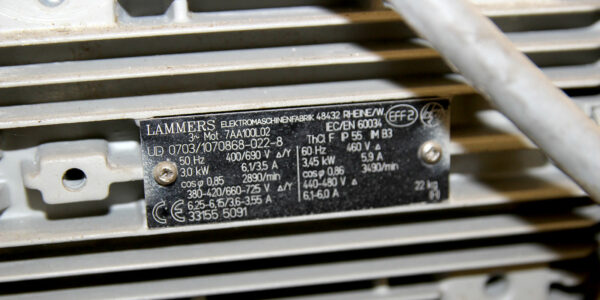 LAMMERS ELEKTROMASCHINENFABRIK 48432 RHEINE/W. EFF2
3~ Mot. 7AA100L02 IEC/EN 60034
UD 0703/1070868-022-8 Th.Cl. F IP 55 IM B3
50 Hz 400/690 V Δ/Y 60 Hz 460 V Δ
3,0 kW 6,1/3,5 A 3,45 kW 5,9 A
cos φ 0,85 2890/min cos φ 0,86 3490/min
380-420/660-725 V Δ/Y 440-480 V Δ
6,25-6,15/3,6-3,55 A 6,1-6,0 A 22 kg
CE 33155 5091 (H)